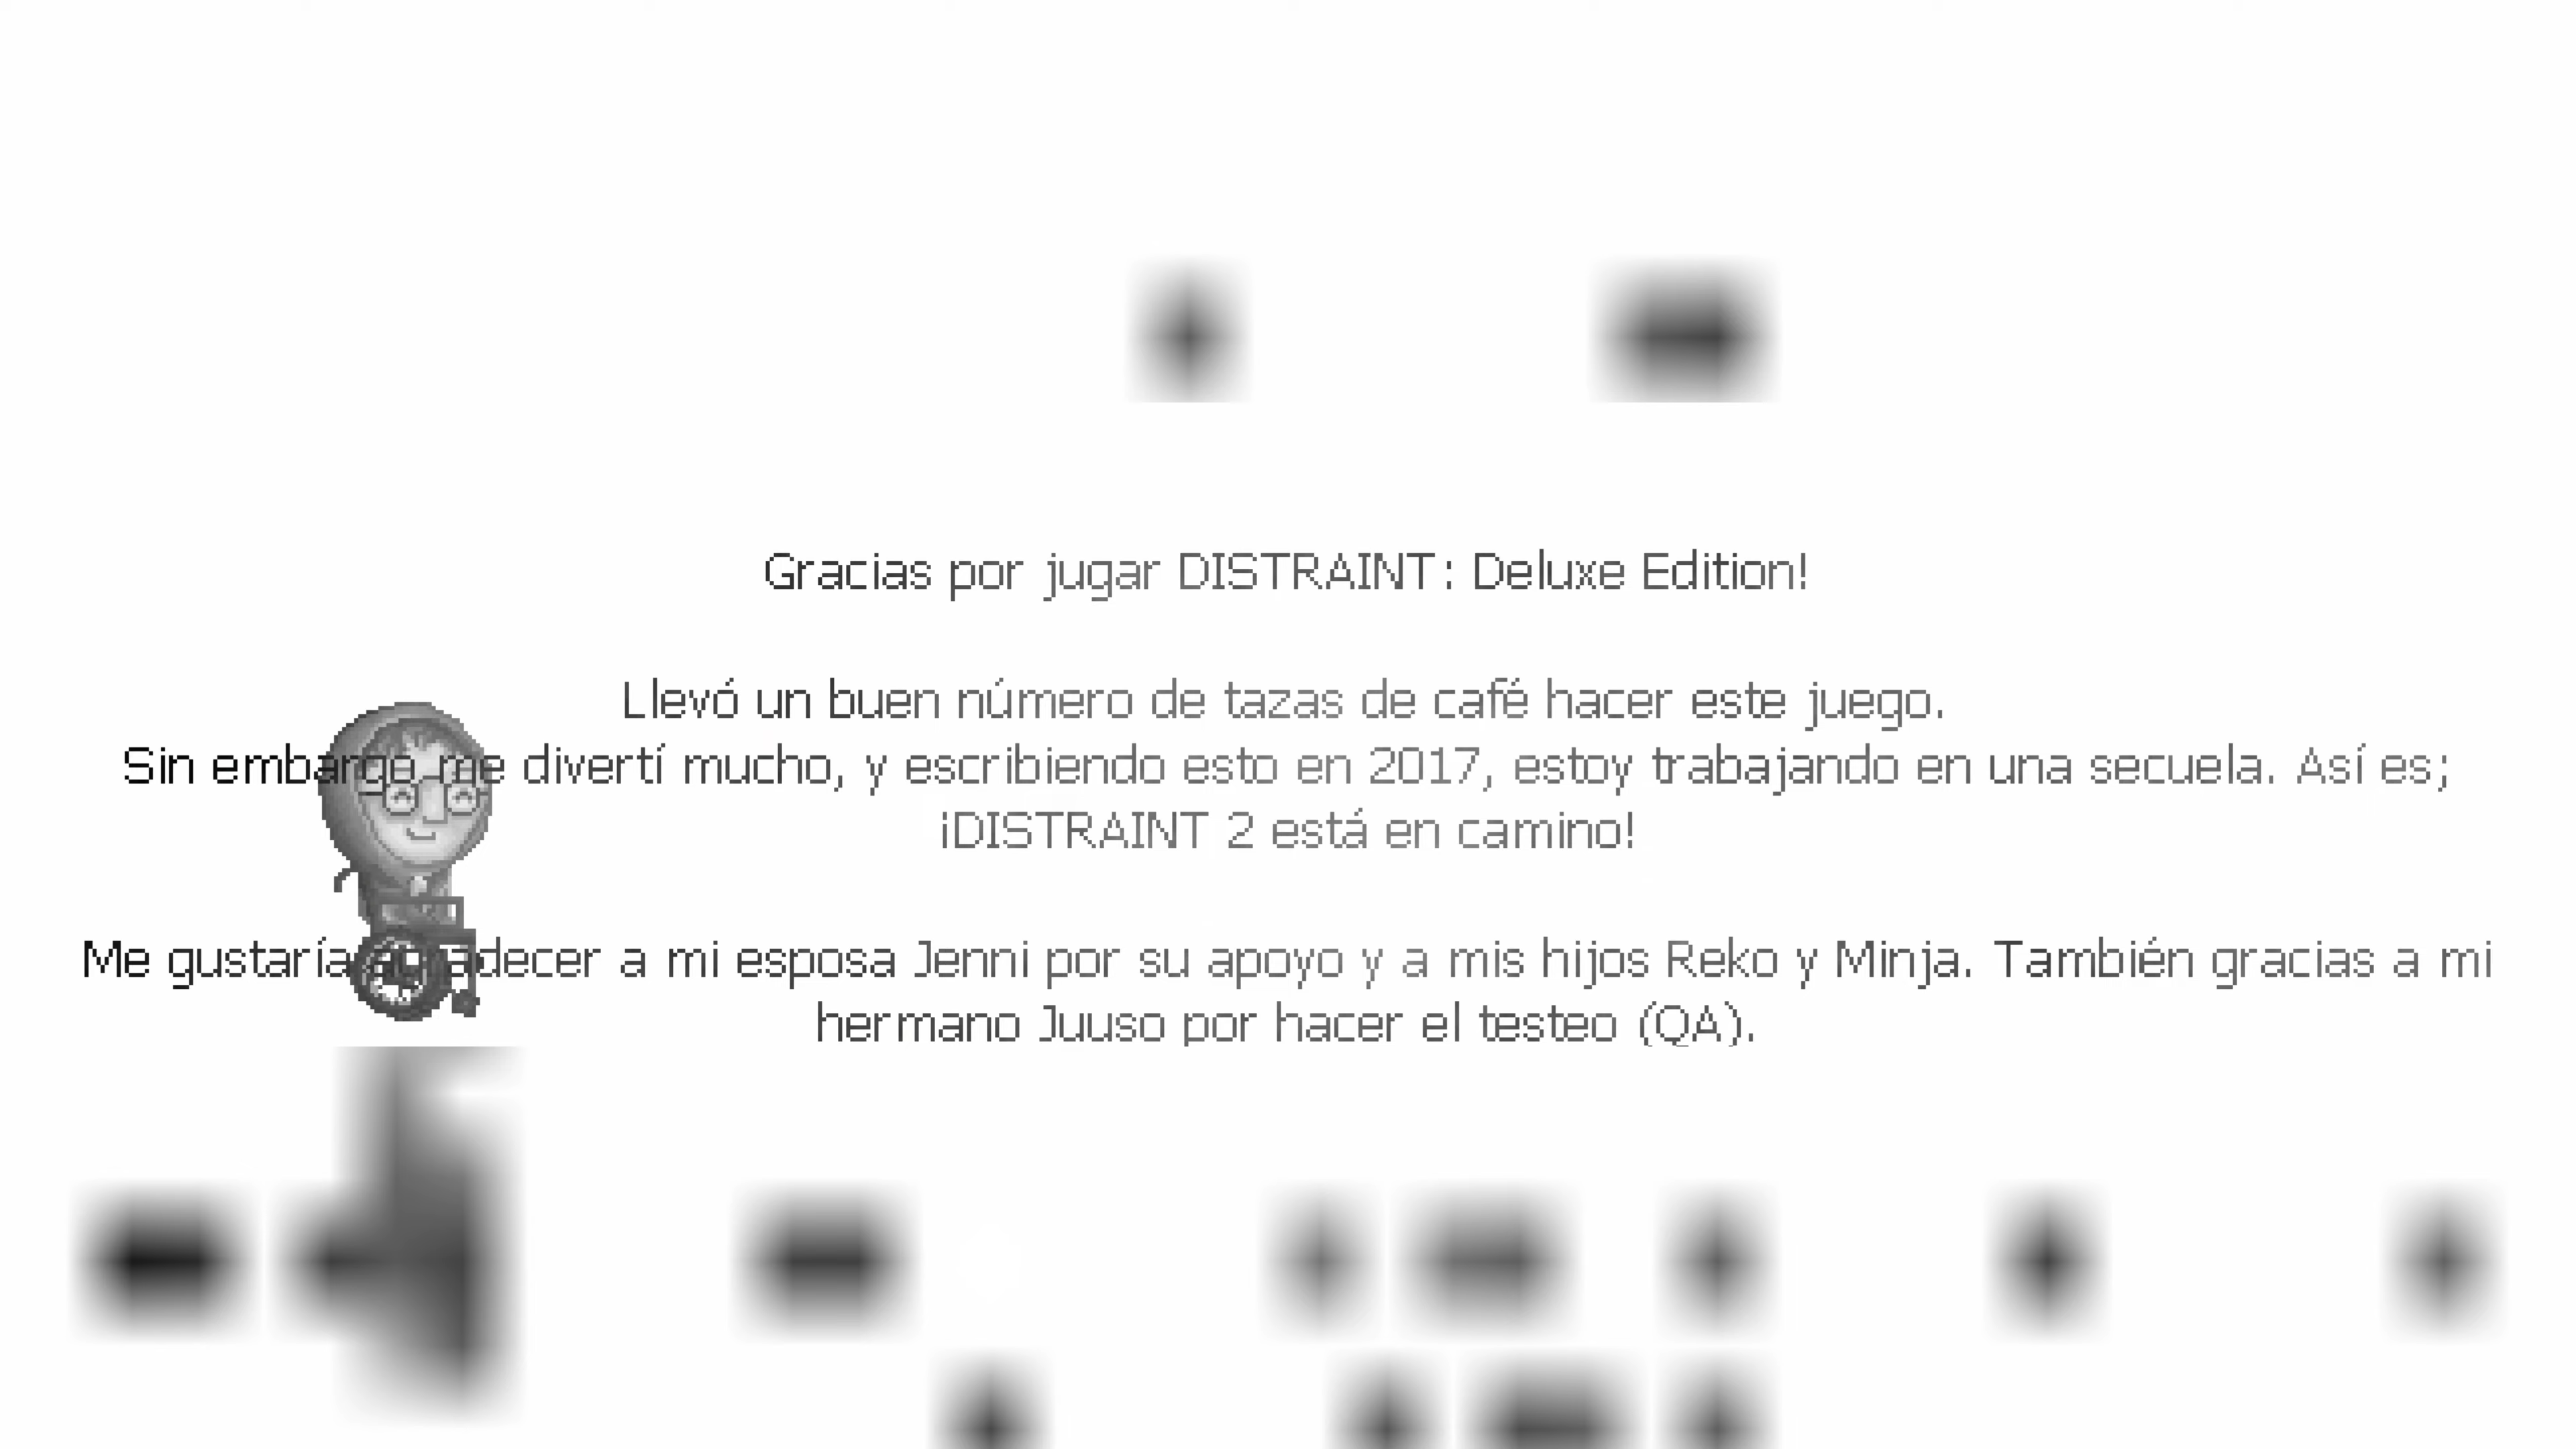 Gracias por jugar DISTRAINT: Deluxe Edition!
Llevó un buen número de tazas de café hacer este juego.
Sin embargo me divertí mucho, y escribiendo esto en 2017, estoy trabajando en una secuela. Así es;
¡DISTRAINT 2 está en camino!
Me gustaría agradecer a mi esposa Jenni por su apoyo y a mis hijos Reko y Minja. También gracias a mi
hermano Juuso por hacer el testeo (QA).